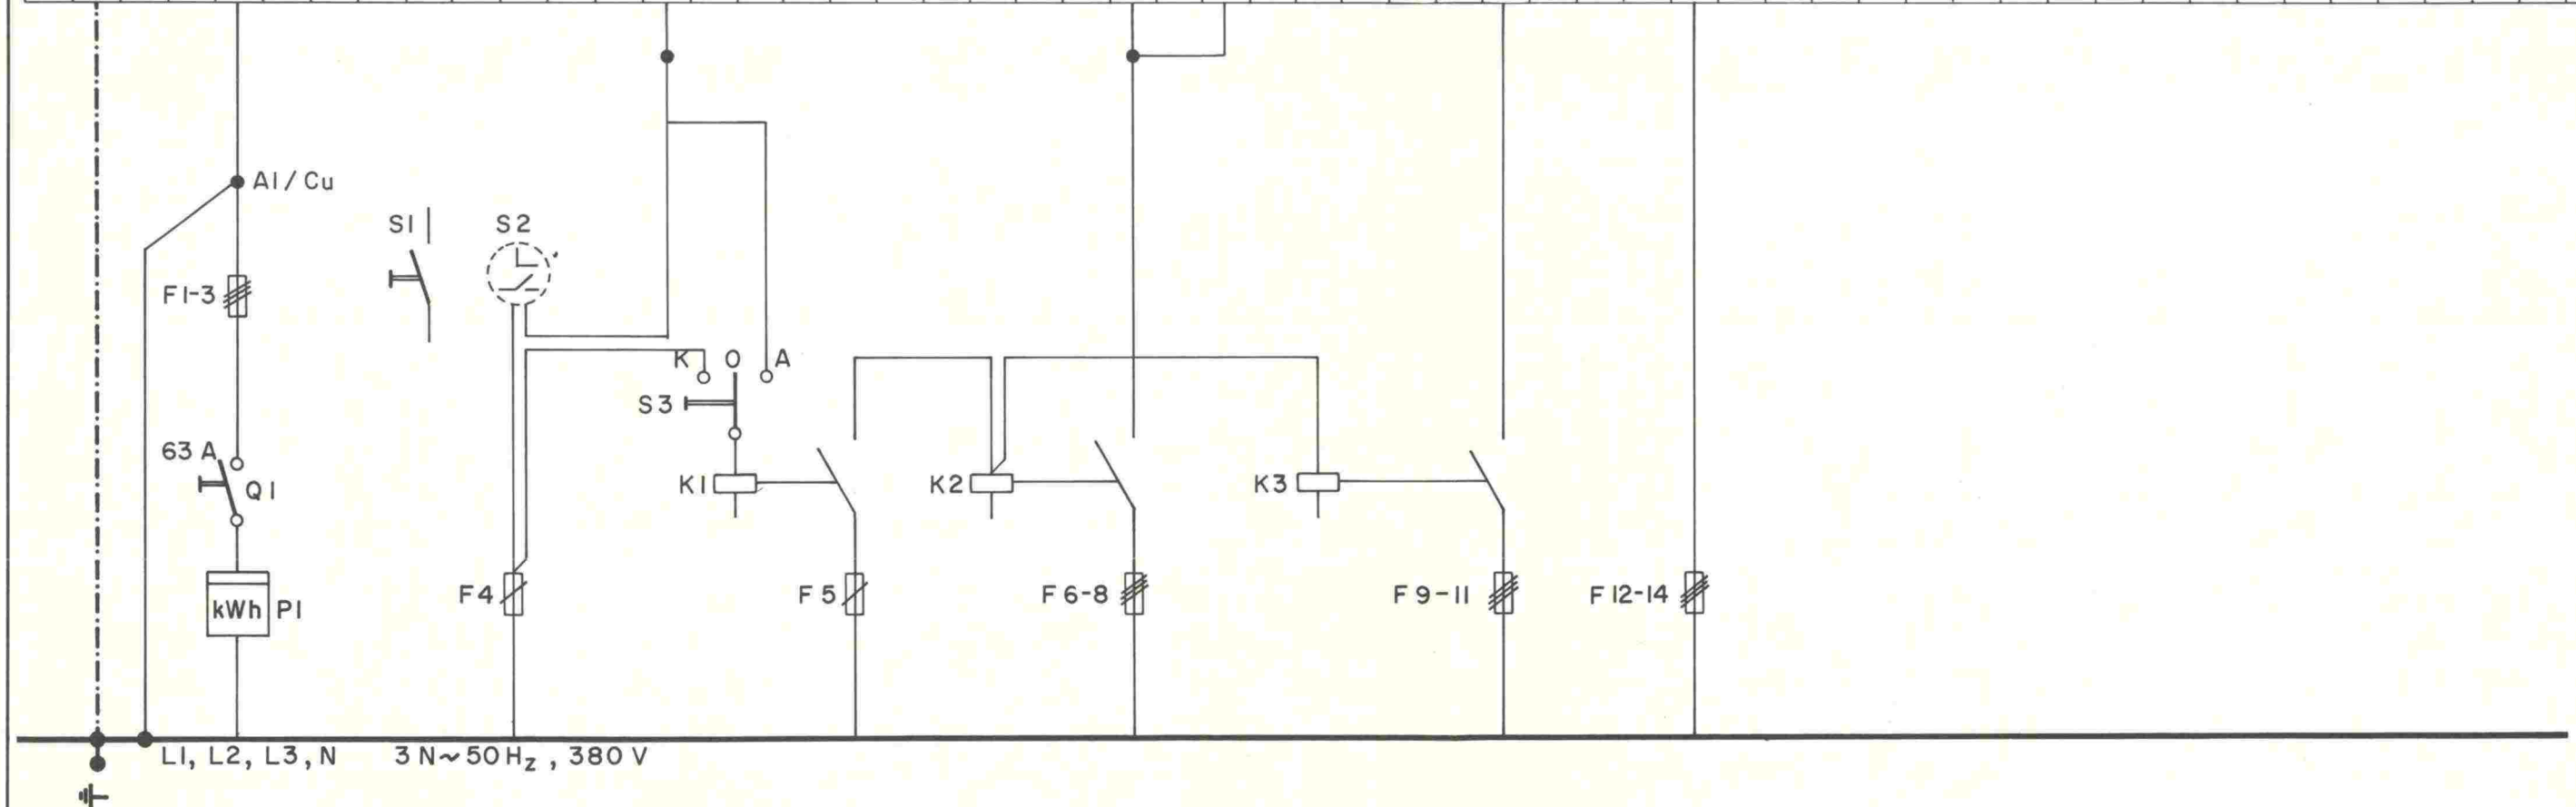 Al/Cu
S1
S2
F1-3
K O A
S3
63 A
Q1
K1
K2
K3
kWh P1
F4
F5
F6-8
F9-11
F12-14
L1, L2, L3, N 3 N~50 Hz, 380 V